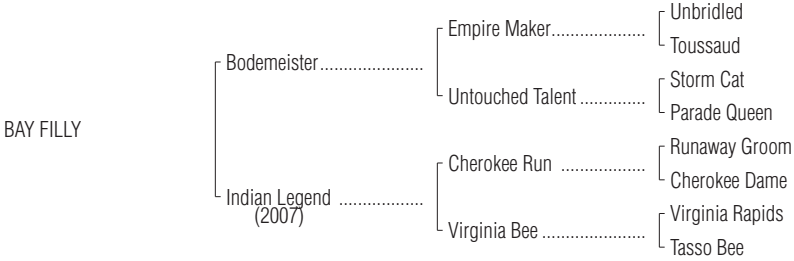 Unbridled
Empire Maker......................
Toussaud
Bodemeister......................
Storm Cat
Untouched Talent ..............
Parade Queen
BAY FILLY
Runaway Groom
Cherokee Run ..................
Cherokee Dame
Indian Legend ..................
(2007)
Virginia Rapids
Virginia Bee ......................
Tasso Bee